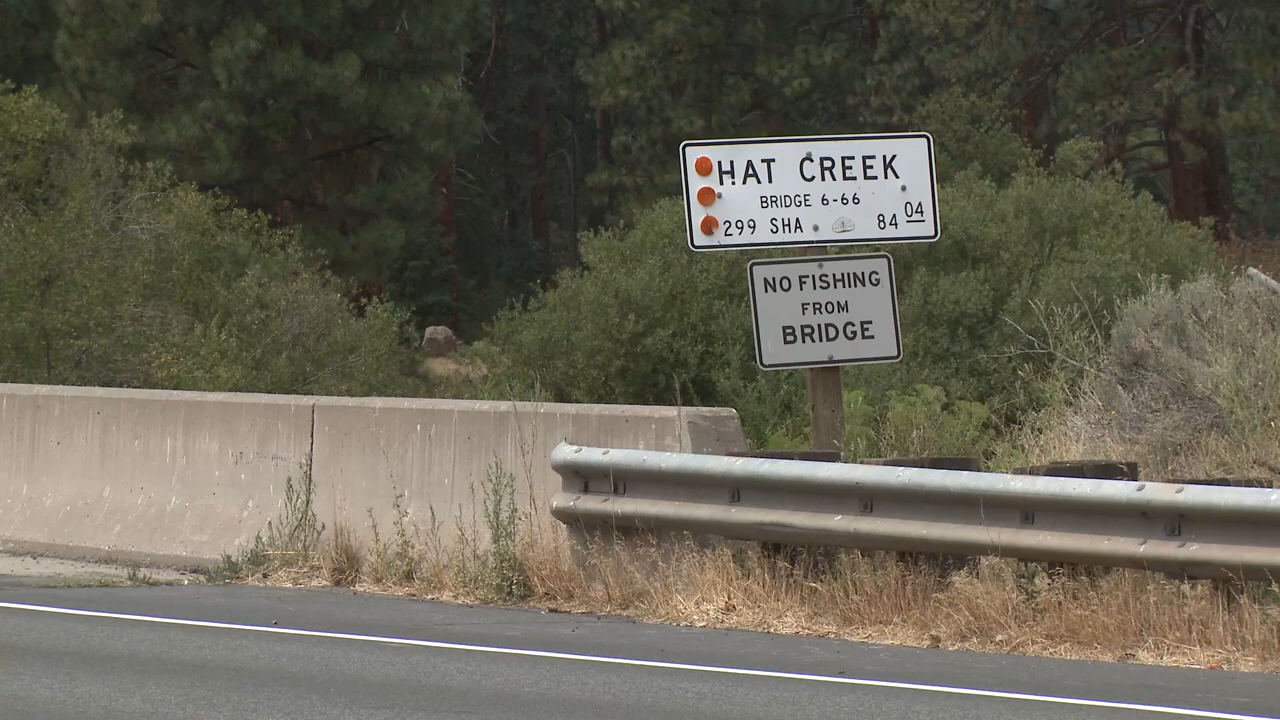 HAT CREEK
BRIDGE 6-66
299 SHA 84 04
NO FISHING
FROM
BRIDGE